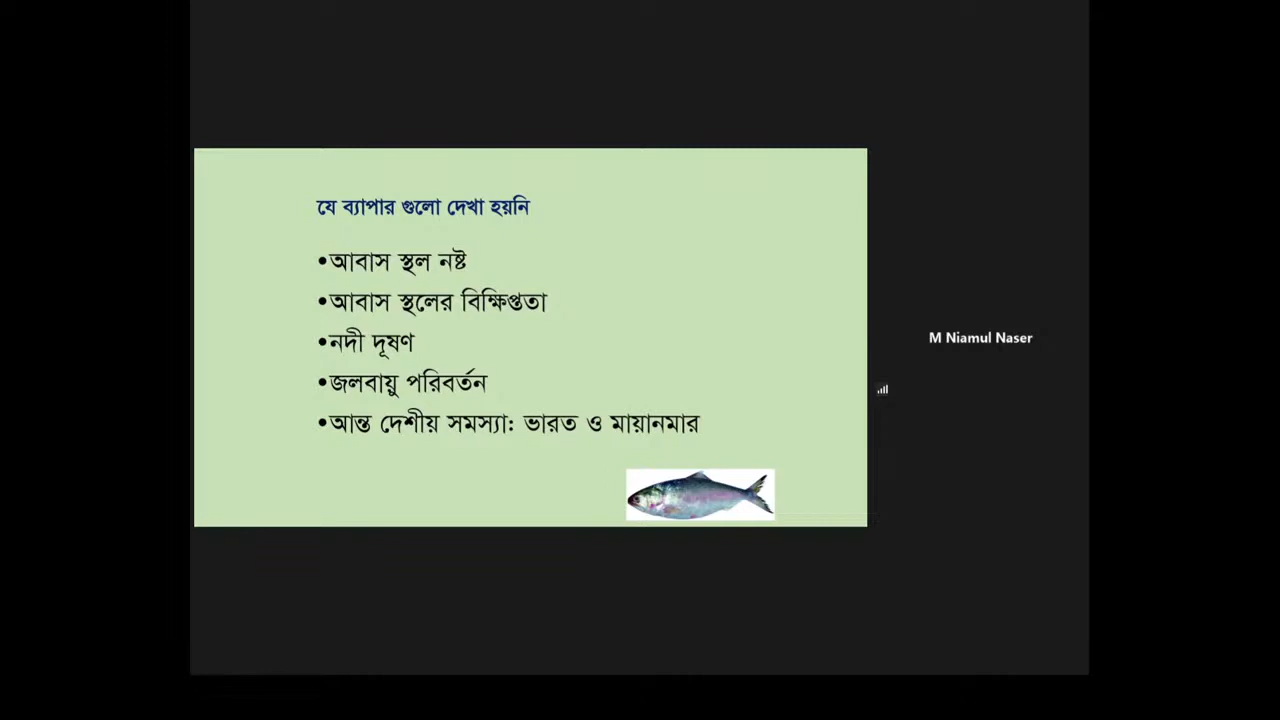 যে ব্যাপার গুলো দেখা হয়নি
•আবাস স্থল নষ্ট
•আবাস স্থলের বিক্ষিপ্ততা
•নদী দূষণ
•জলবায়ু পরিবর্তন
•আন্ত দেশীয় সমস্যা: ভারত ও মায়ানমার
M Niamul Naser